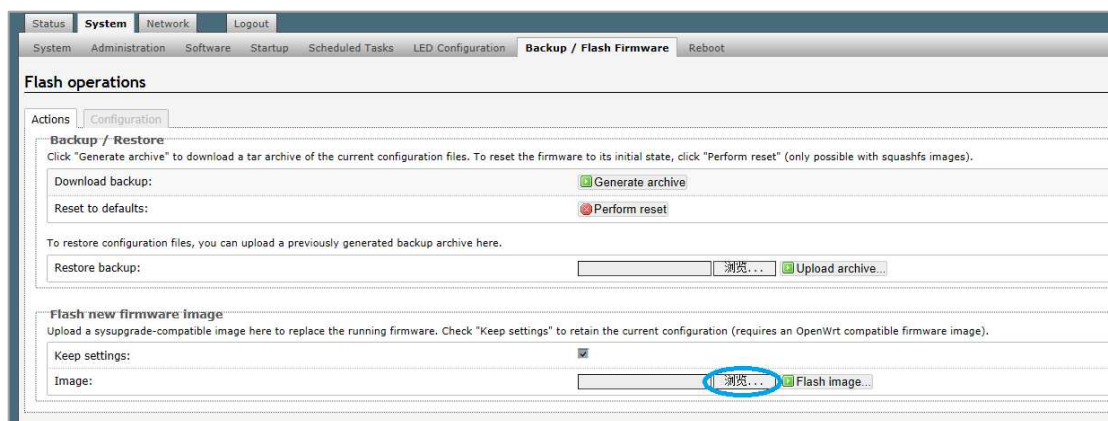 Status System Network Logout
System Administration Software Startup Scheduled Tasks LED Configuration Backup / Flash Firmware Reboot
Flash operations
Actions Configuration
Backup / Restore
Click "Generate archive" to download a tar archive of the current configuration files. To reset the firmware to its initial state, click "Perform reset" (only possible with squashfs images).
Download backup: Generate archive
Reset to defaults: Perform reset
To restore configuration files, you can upload a previously generated backup archive here.
Restore backup: 浏览... Upload archive...
Flash new firmware image
Upload a sysupgrade-compatible image here to replace the running firmware. Check "Keep settings" to retain the current configuration (requires an OpenWrt compatible firmware image).
Keep settings:
Image: 浏览... Flash image...